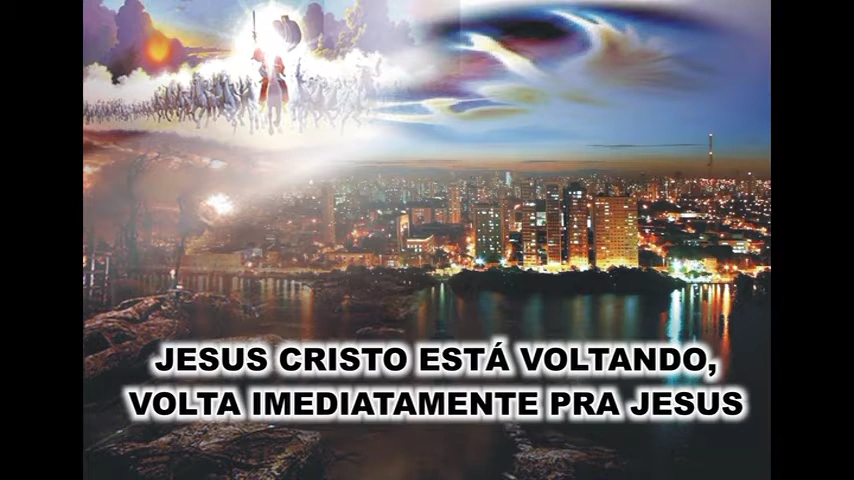 JESUS CRISTO ESTÁ VOLTANDO,
VOLTA IMEDIATAMENTE PRA JESUS